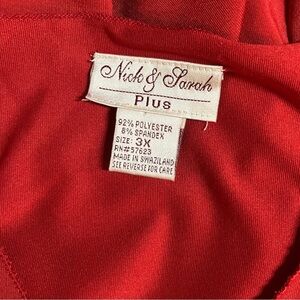 Nick & Sarah
Plus
92% POLYESTER
8% SPANDEX
SIZE: 3X
RN#57623
MADE IN SWAZILAND
SEE REVERSE FOR CARE